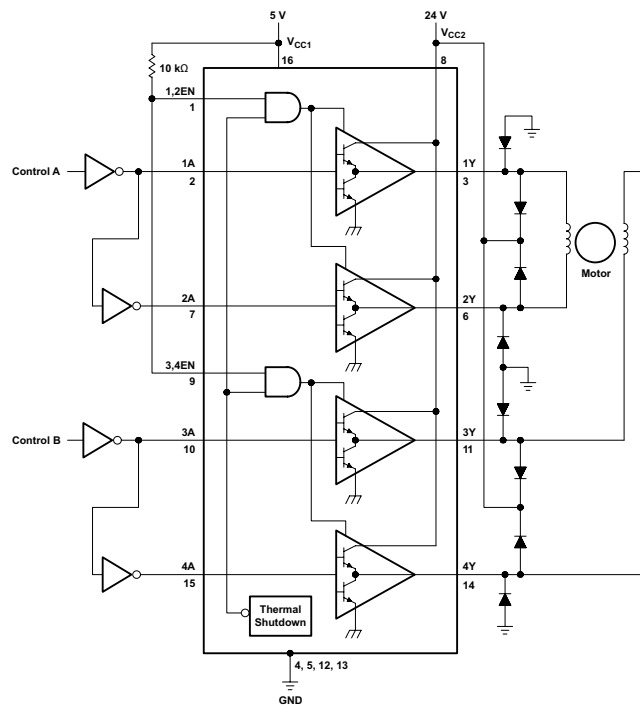 5 V
24 V
VCC1
VCC2
16
8
10 kΩ
1,2EN
1
Control A
1A
2
1Y
3
Motor
2A
7
2Y
6
3,4EN
9
Control B
3A
10
3Y
11
4A
15
4Y
14
Thermal
Shutdown
4, 5, 12, 13
GND